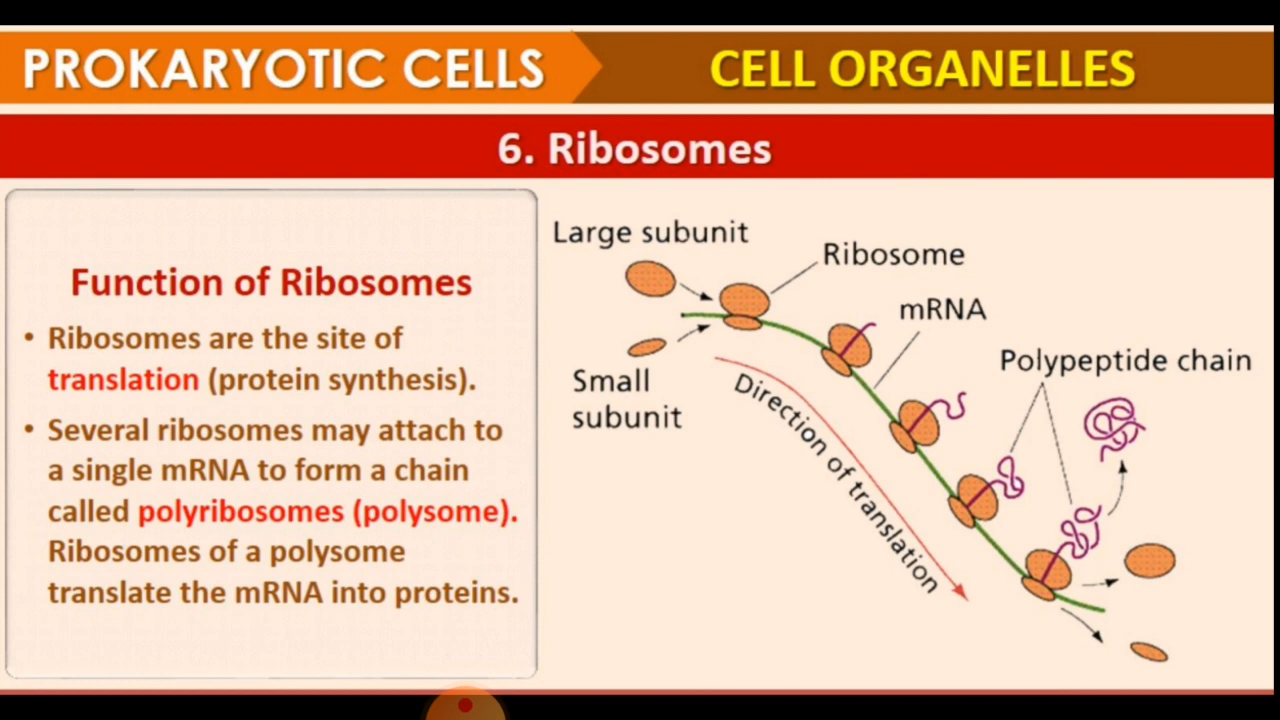 PROKARYOTIC CELLS
CELL ORGANELLES
6. Ribosomes
Function of Ribosomes
• Ribosomes are the site of
translation (protein synthesis).
• Several ribosomes may attach to
a single mRNA to form a chain
called polyribosomes (polysome).
Ribosomes of a polysome
translate the mRNA into proteins.
Large subunit
Ribosome
mRNA
Polypeptide chain
Small
subunit
Direction of translation